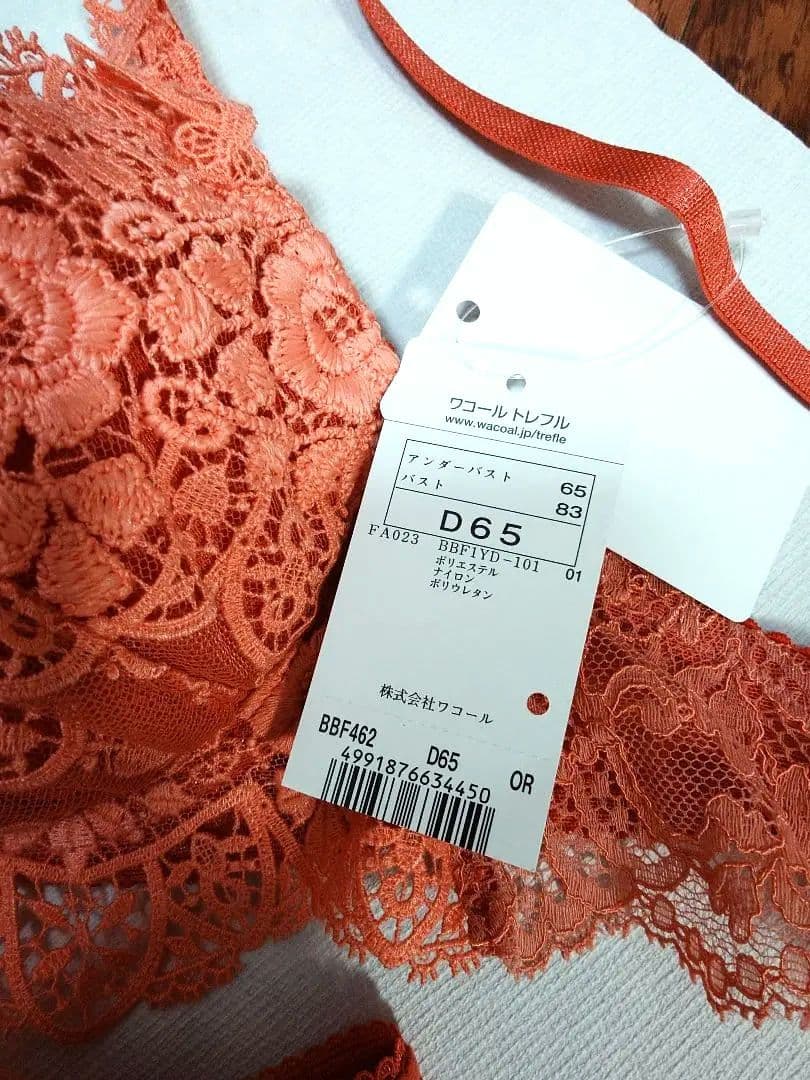 ワコール トレフル
www.wacoal.jp/trefle
アンダーバスト 65
バスト 83
D65
FA023 BBF1YD-101 01
ポリエステル
ナイロン
ポリウレタン
株式会社ワコール
BBF462 D65 OR
4991876634450